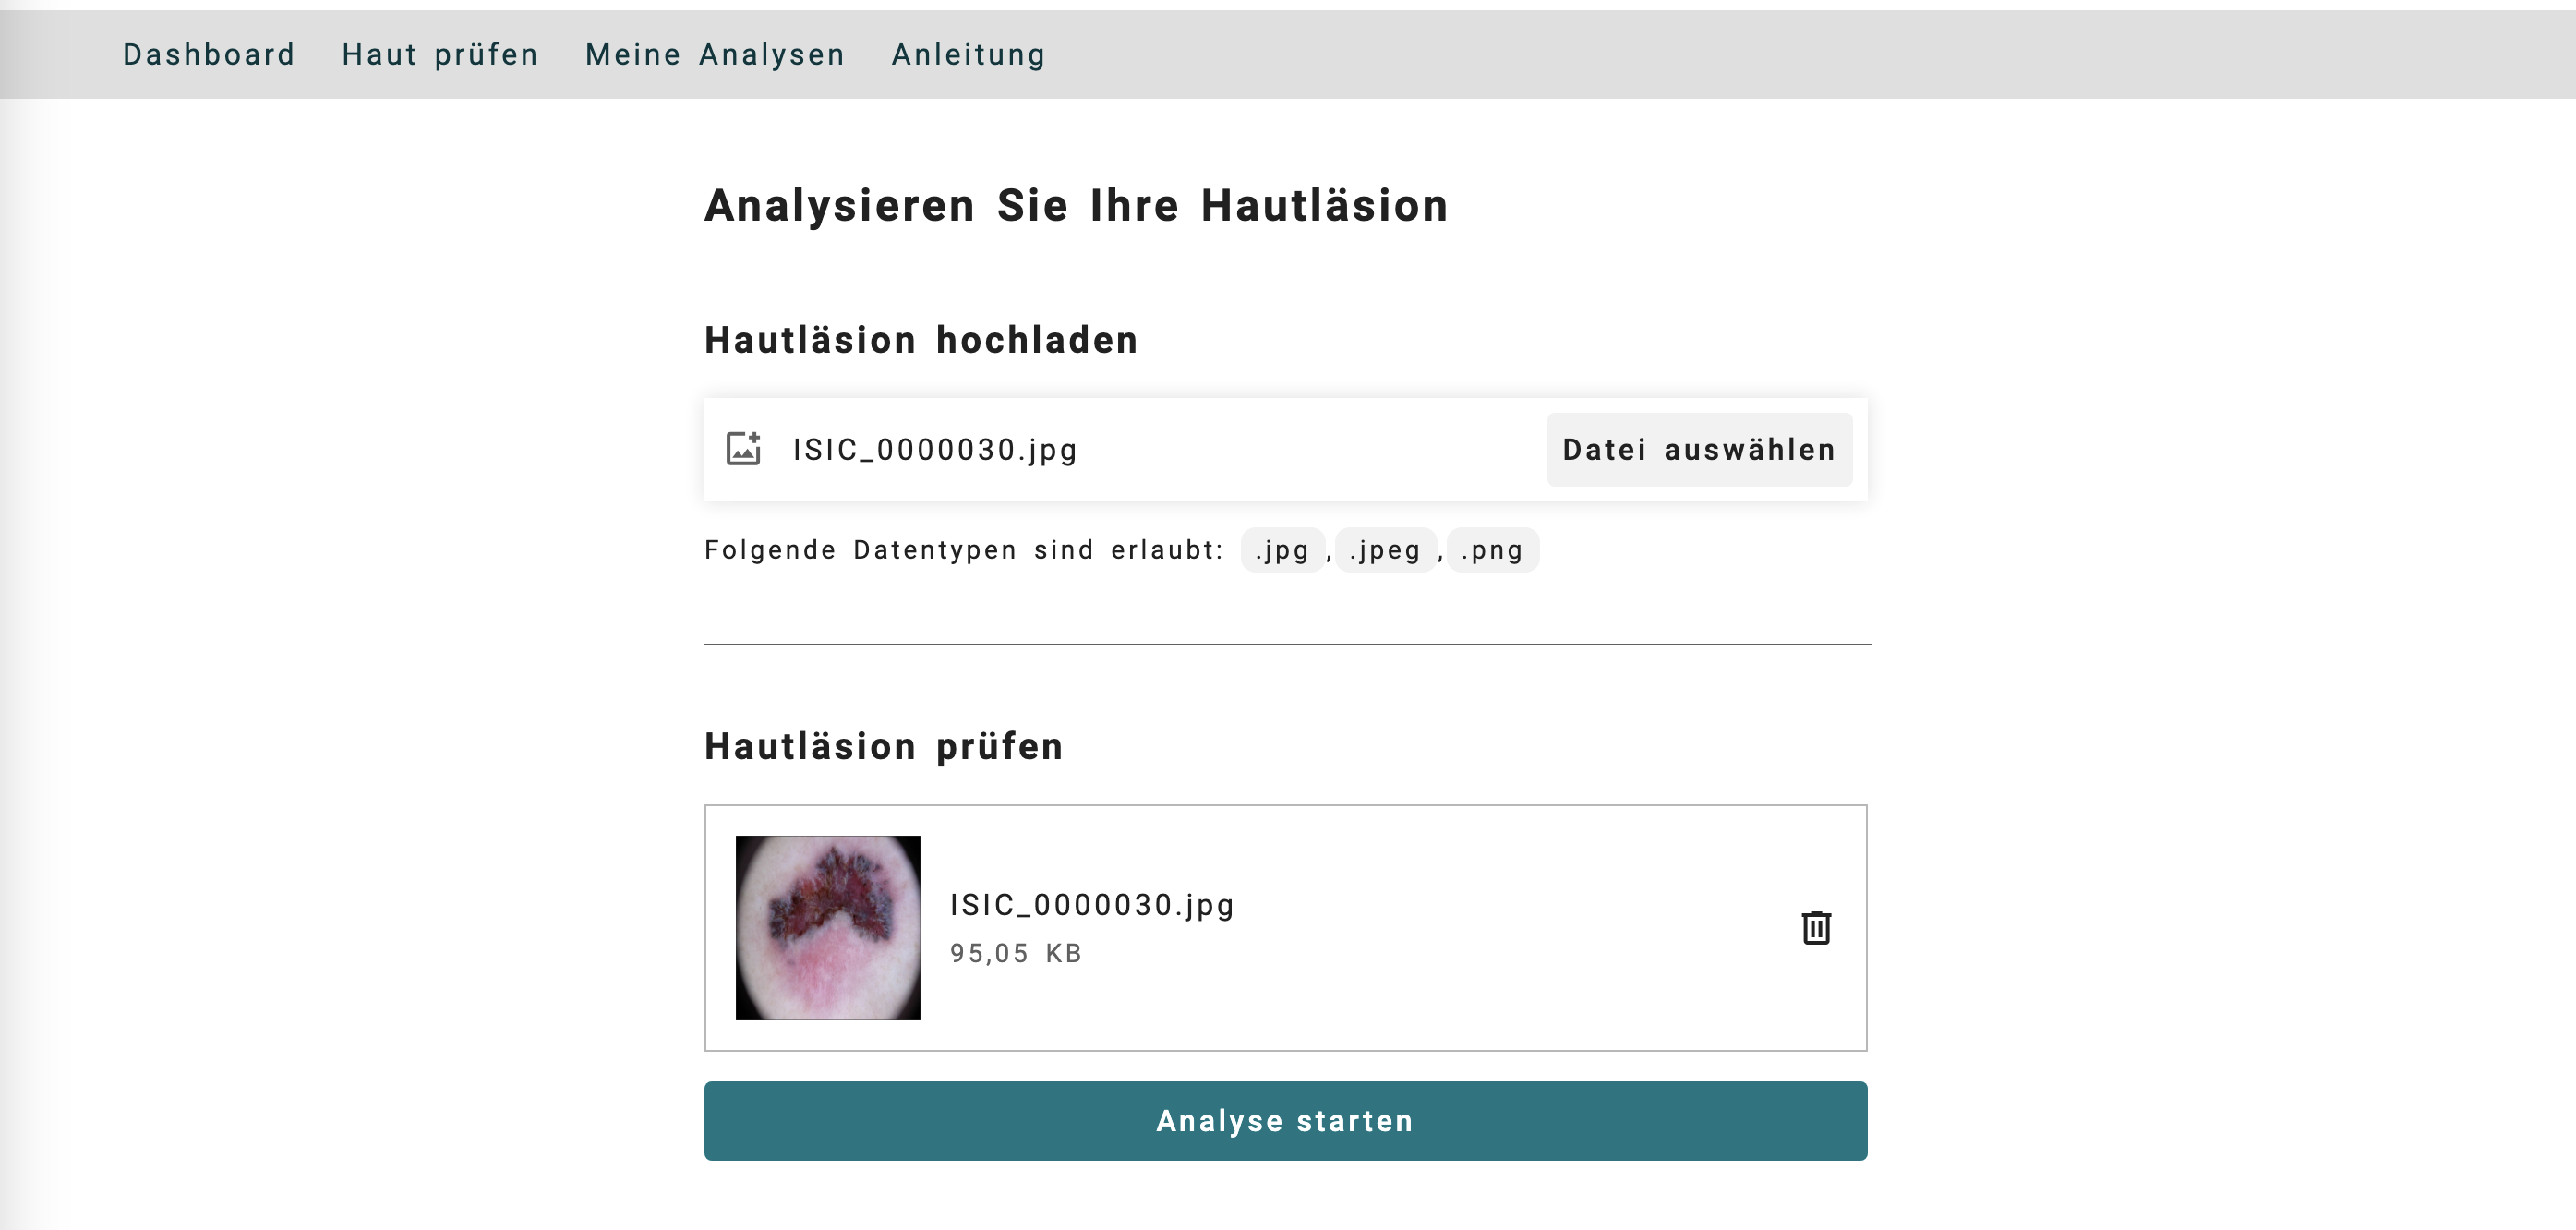 Dashboard Haut prüfen Meine Analysen Anleitung
Analysieren Sie Ihre Hautläsion
Hautläsion hochladen
ISIC_0000030.jpg Datei auswählen
Folgende Datentypen sind erlaubt: .jpg , .jpeg , .png
Hautläsion prüfen
ISIC_0000030.jpg
95,05 KB
Analyse starten